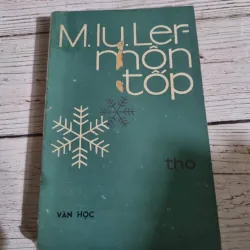 M.Iu.Ler-
môn
tốp
thơ
VĂN HỌC